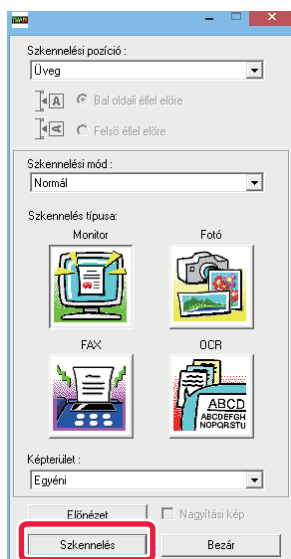 Szkennelési pozíció :
Üveg
Bal oldali éllel előre
Felső éllel előre
Szkennelési mód :
Normál
Szkennelés típusa:
Monitor Fotó
FAX OCR
ABCD
ABCDEFGH
NOPQRSTU
Képterület :
Egyéni
Előnézet Nagyítási kép
Szkennelés Bezár